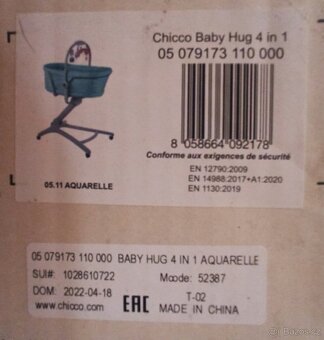 Chicco Baby Hug 4 in 1
05 079173 110 000
8 058664 092178
Conforme aux exigences de sécurité
EN 12790:2009
EN 14988:2017+A1:2020
EN 1130:2019
05.11 AQUARELLE
05 079173 110 000 BABY HUG 4 IN 1 AQUARELLE
SUI#: 1028610722
Mcode: 52387
DOM: 2022-04-18
T-02
www.chicco.com
EAC
MADE IN CHINA